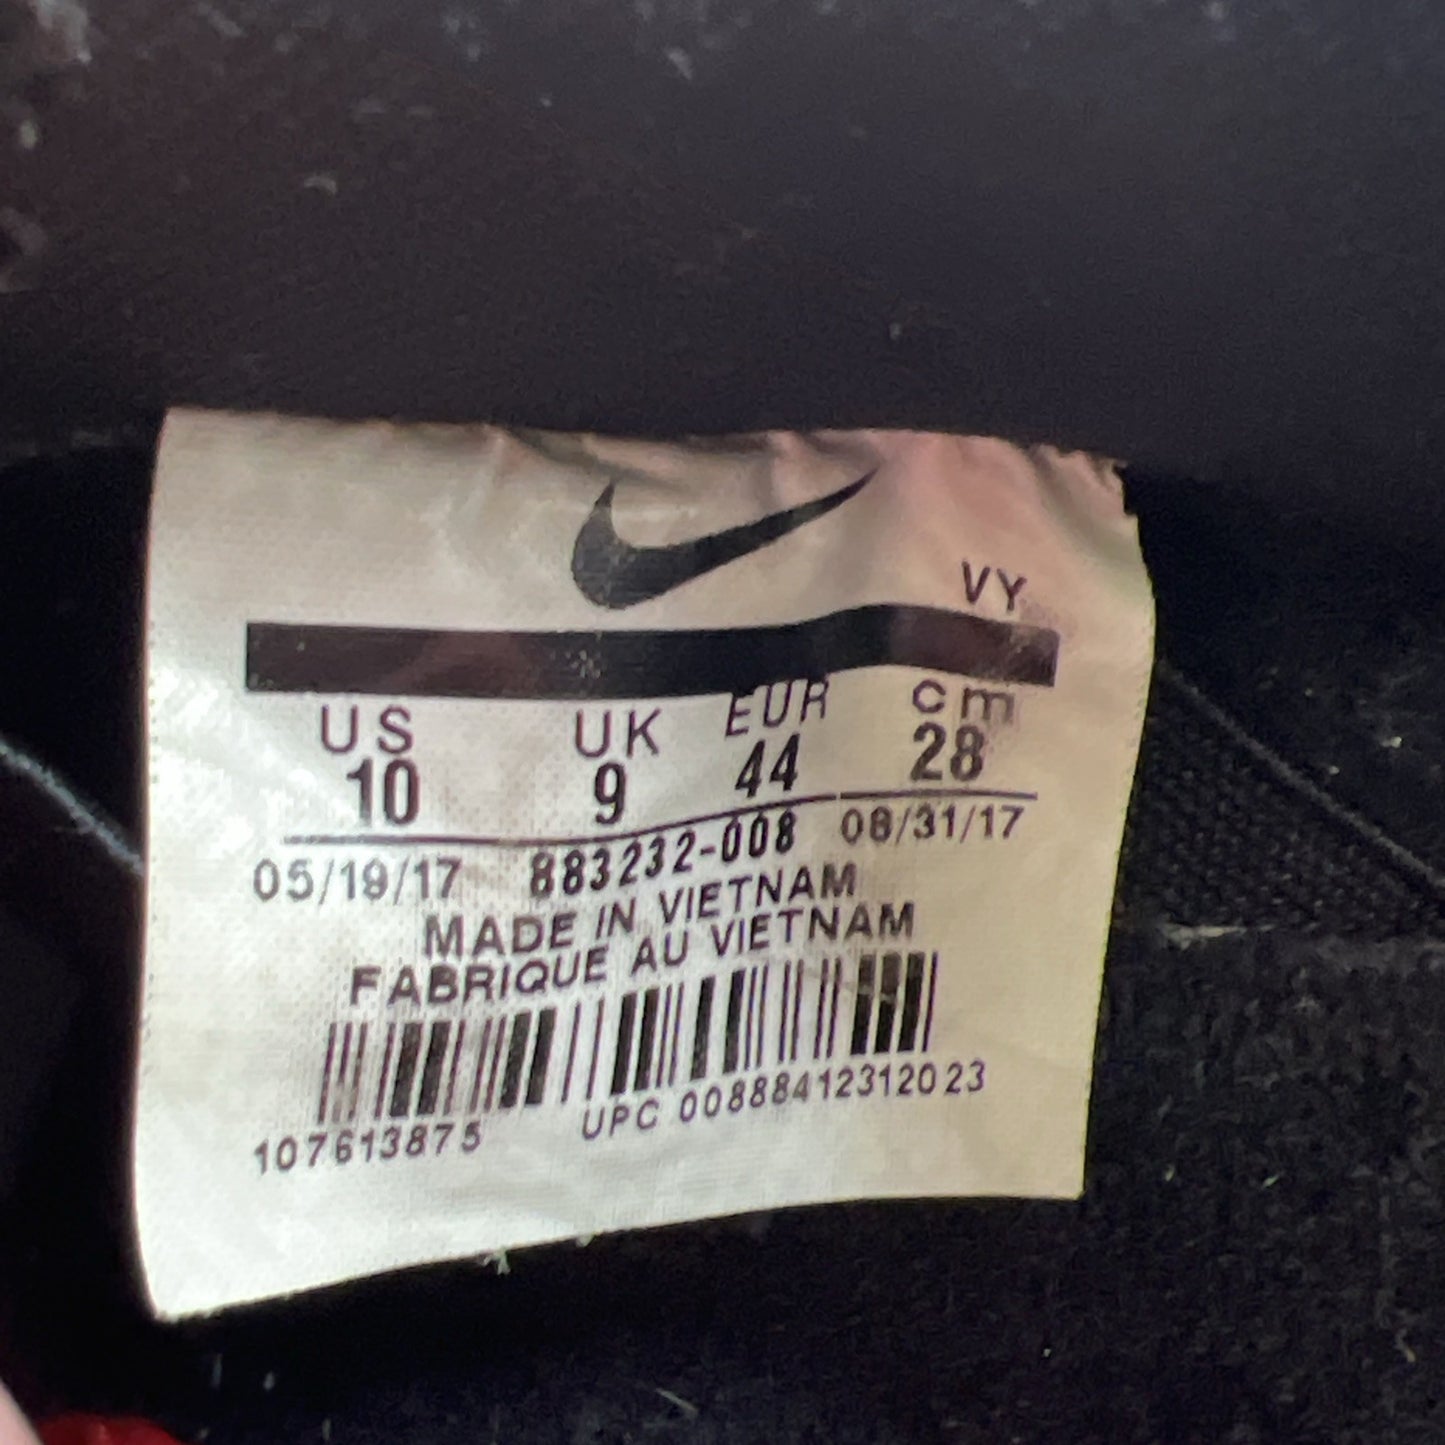 VY
US UK EUR cm
10 9 44 28
05/19/17 883232-008 08/31/17
MADE IN VIETNAM
FABRIQUE AU VIETNAM
107613875 UPC 00888412312023